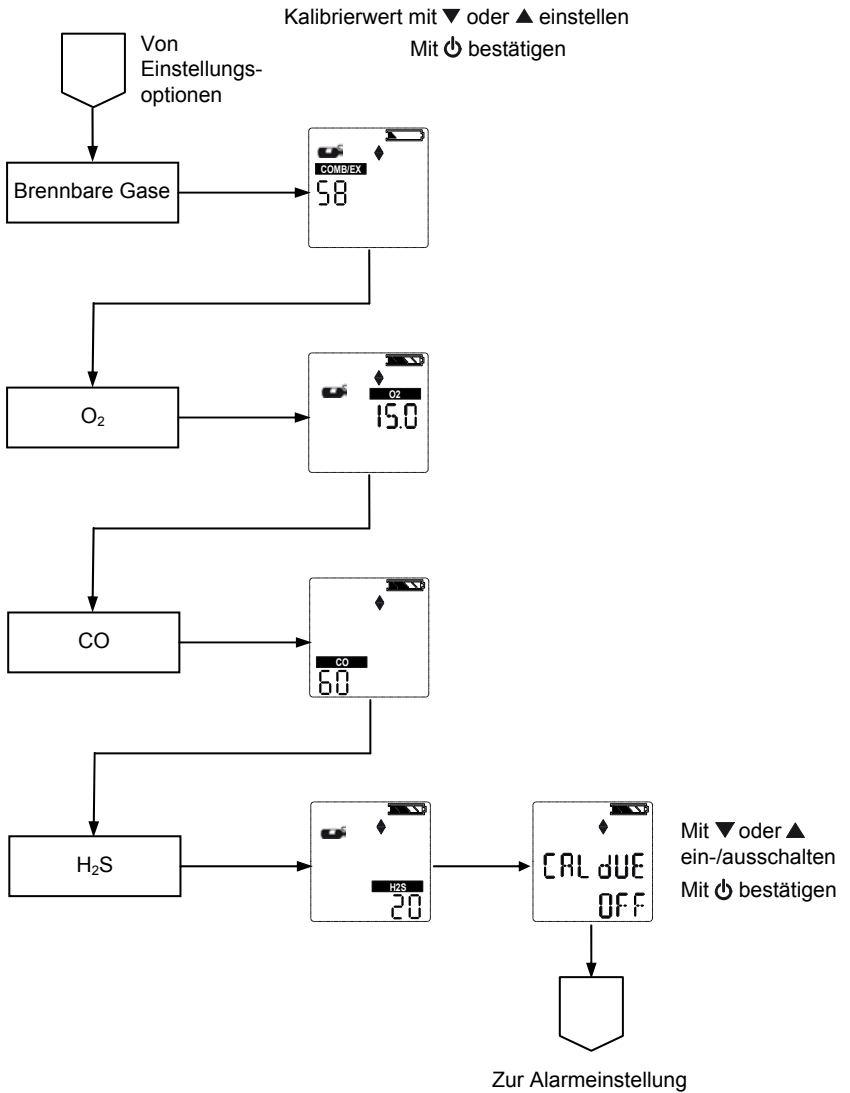 Kalibrierwert mit ▼ oder ▲ einstellen
Mit ⏻ bestätigen
Von
Einstellungs-
optionen
Brennbare Gase
COMB/EX
58
O₂
O2
15.0
CO
CO
60
H₂S
H2S
20
CAL dUE
OFF
Mit ▼ oder ▲
ein-/ausschalten
Mit ⏻ bestätigen
Zur Alarmeinstellung